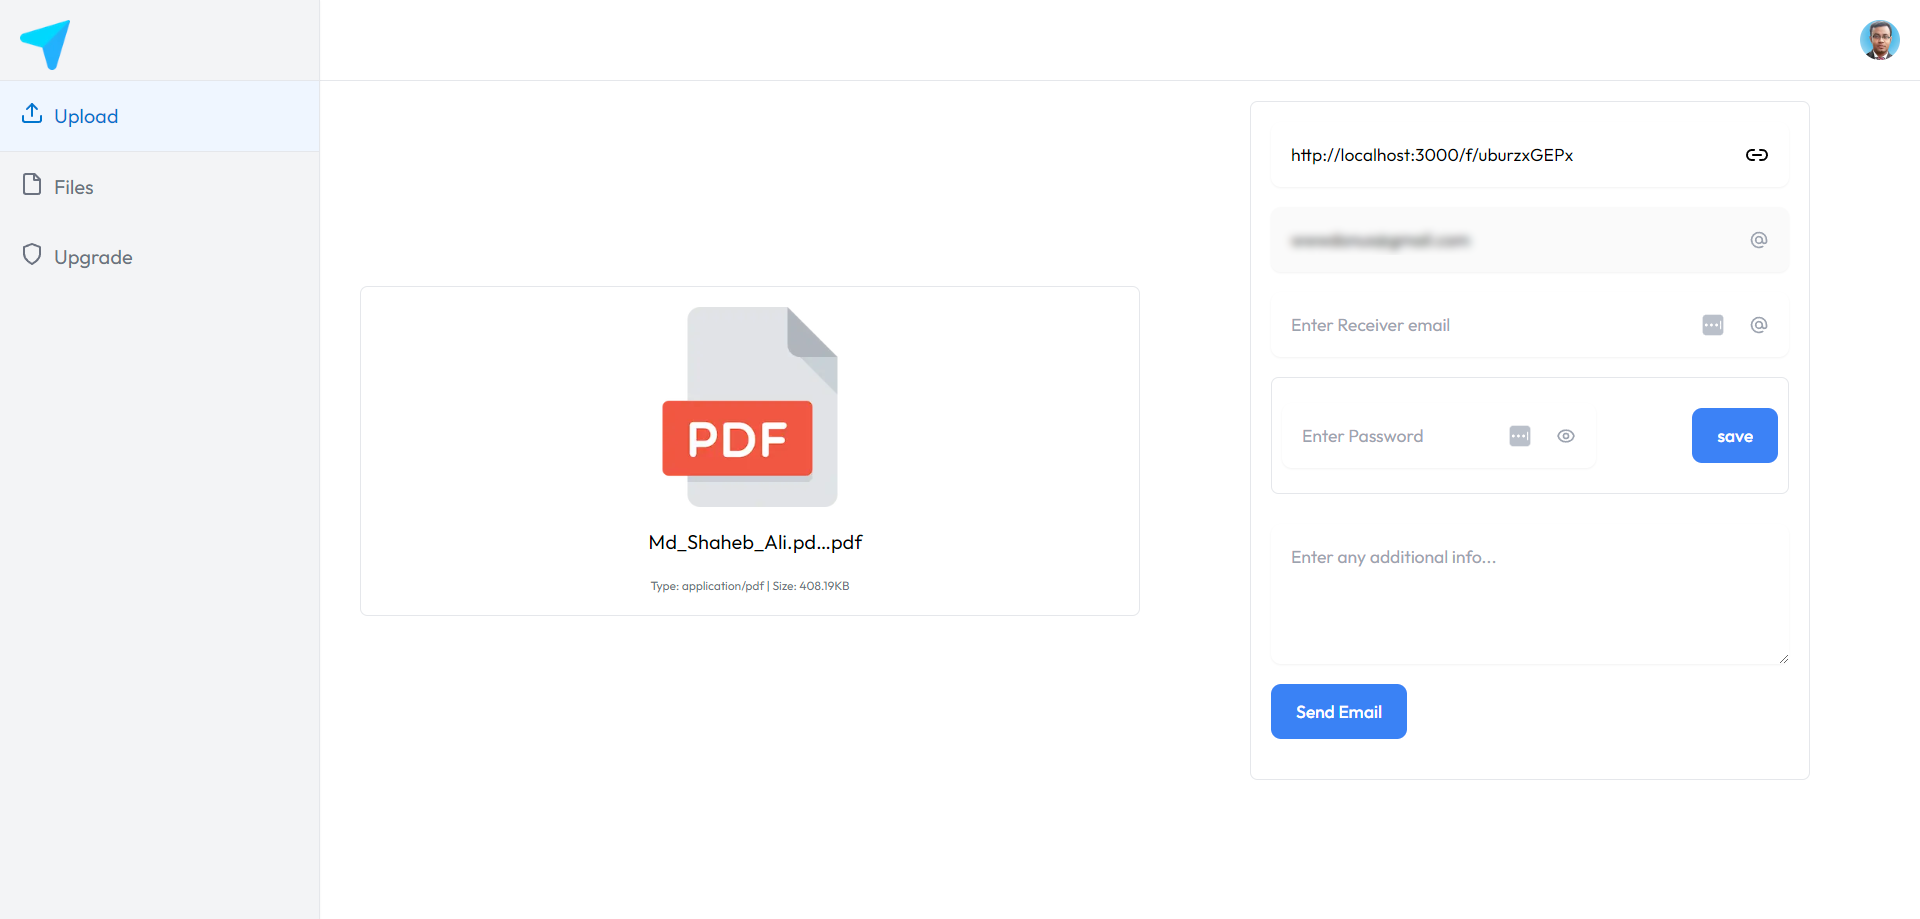 Upload
Files
Upgrade
PDF
Md_Shaheb_Ali.pd...pdf
Type: application/pdf | Size: 408.19KB
http://localhost:3000/f/uburzxGEPx
Enter Receiver email
Enter Password
save
Enter any additional info...
Send Email